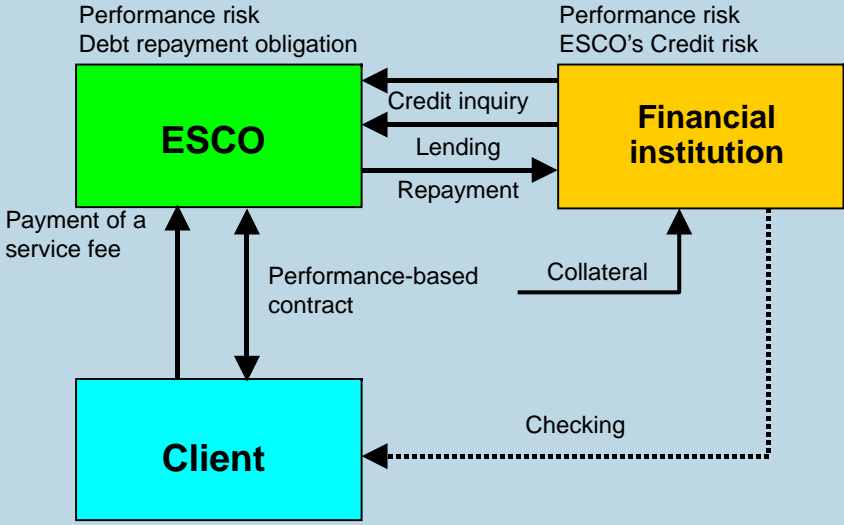 Performance risk
Debt repayment obligation
Performance risk
ESCO's Credit risk
ESCO
Credit inquiry
Lending
Repayment
Financial
institution
Payment of a
service fee
Performance-based
contract
Collateral
Client
Checking